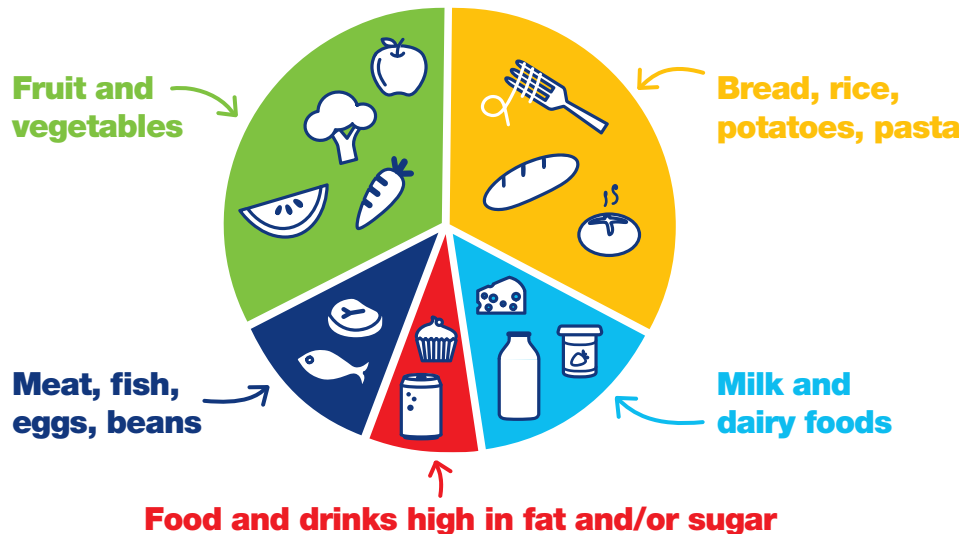 Fruit and
vegetables
Bread, rice,
potatoes, pasta
Meat, fish,
eggs, beans
Milk and
dairy foods
Food and drinks high in fat and/or sugar